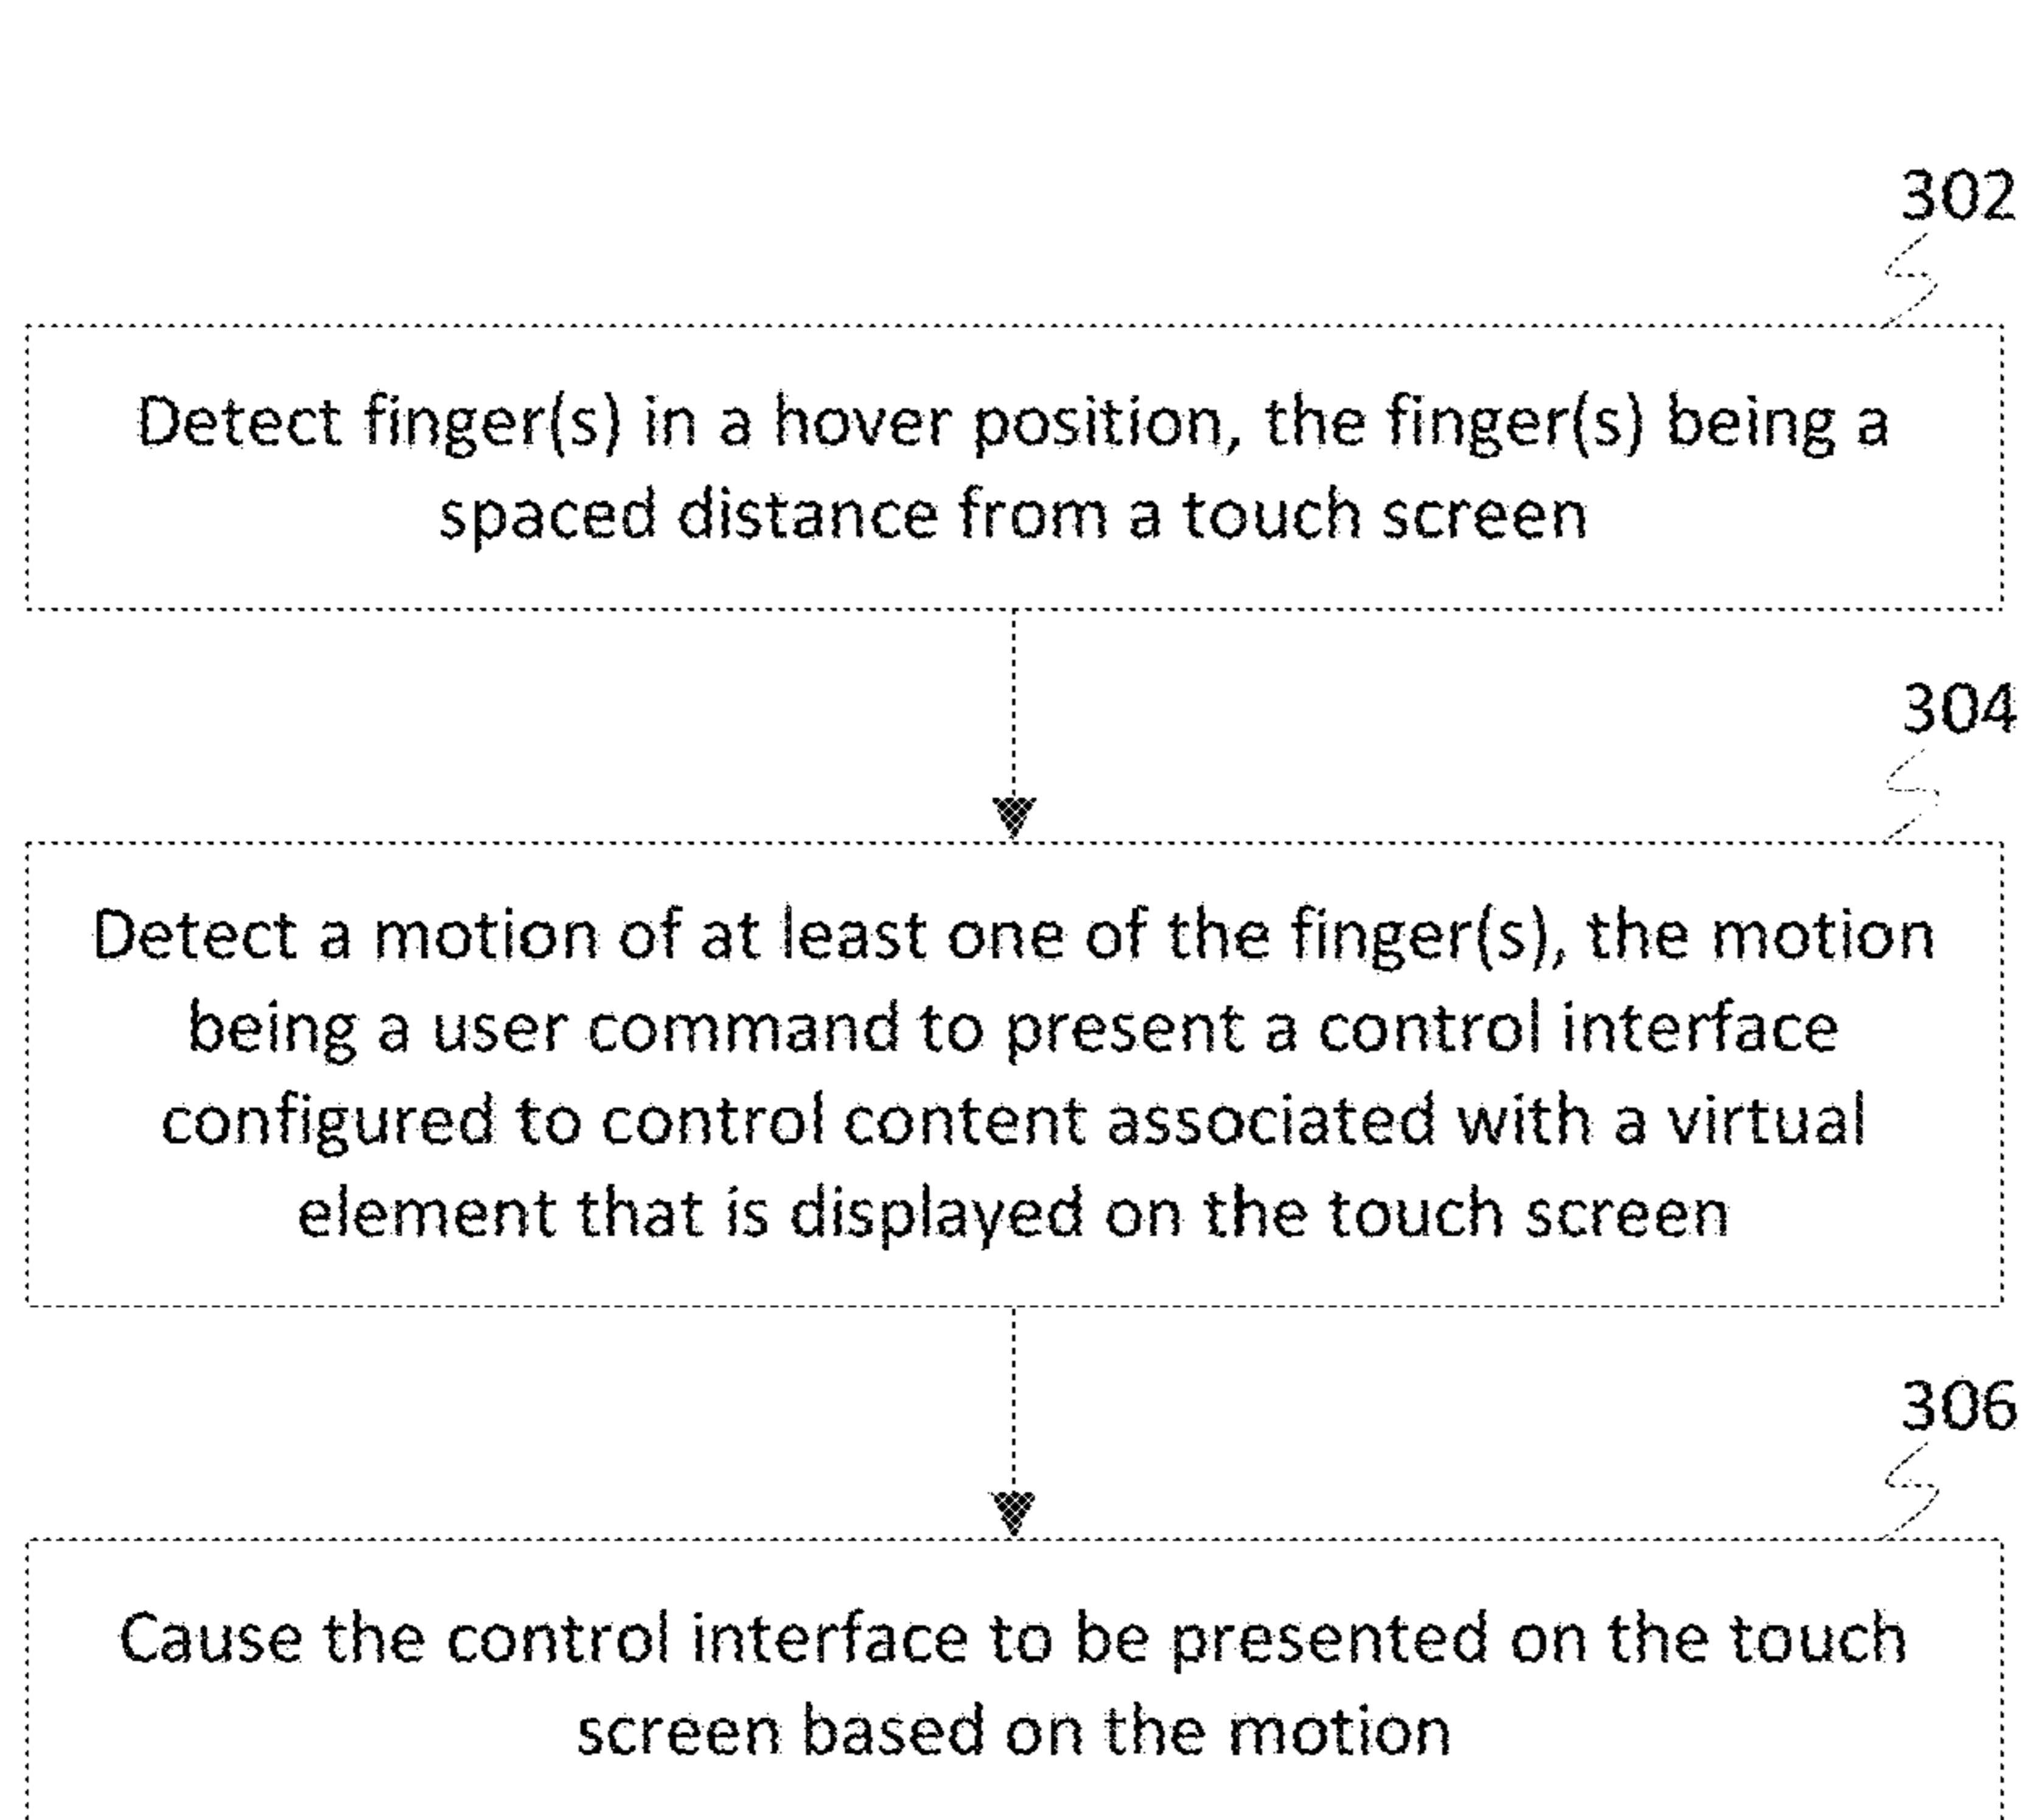 302
Detect finger(s) in a hover position, the finger(s) being a
spaced distance from a touch screen
304
Detect a motion of at least one of the finger(s), the motion
being a user command to present a control interface
configured to control content associated with a virtual
element that is displayed on the touch screen
306
Cause the control interface to be presented on the touch
screen based on the motion